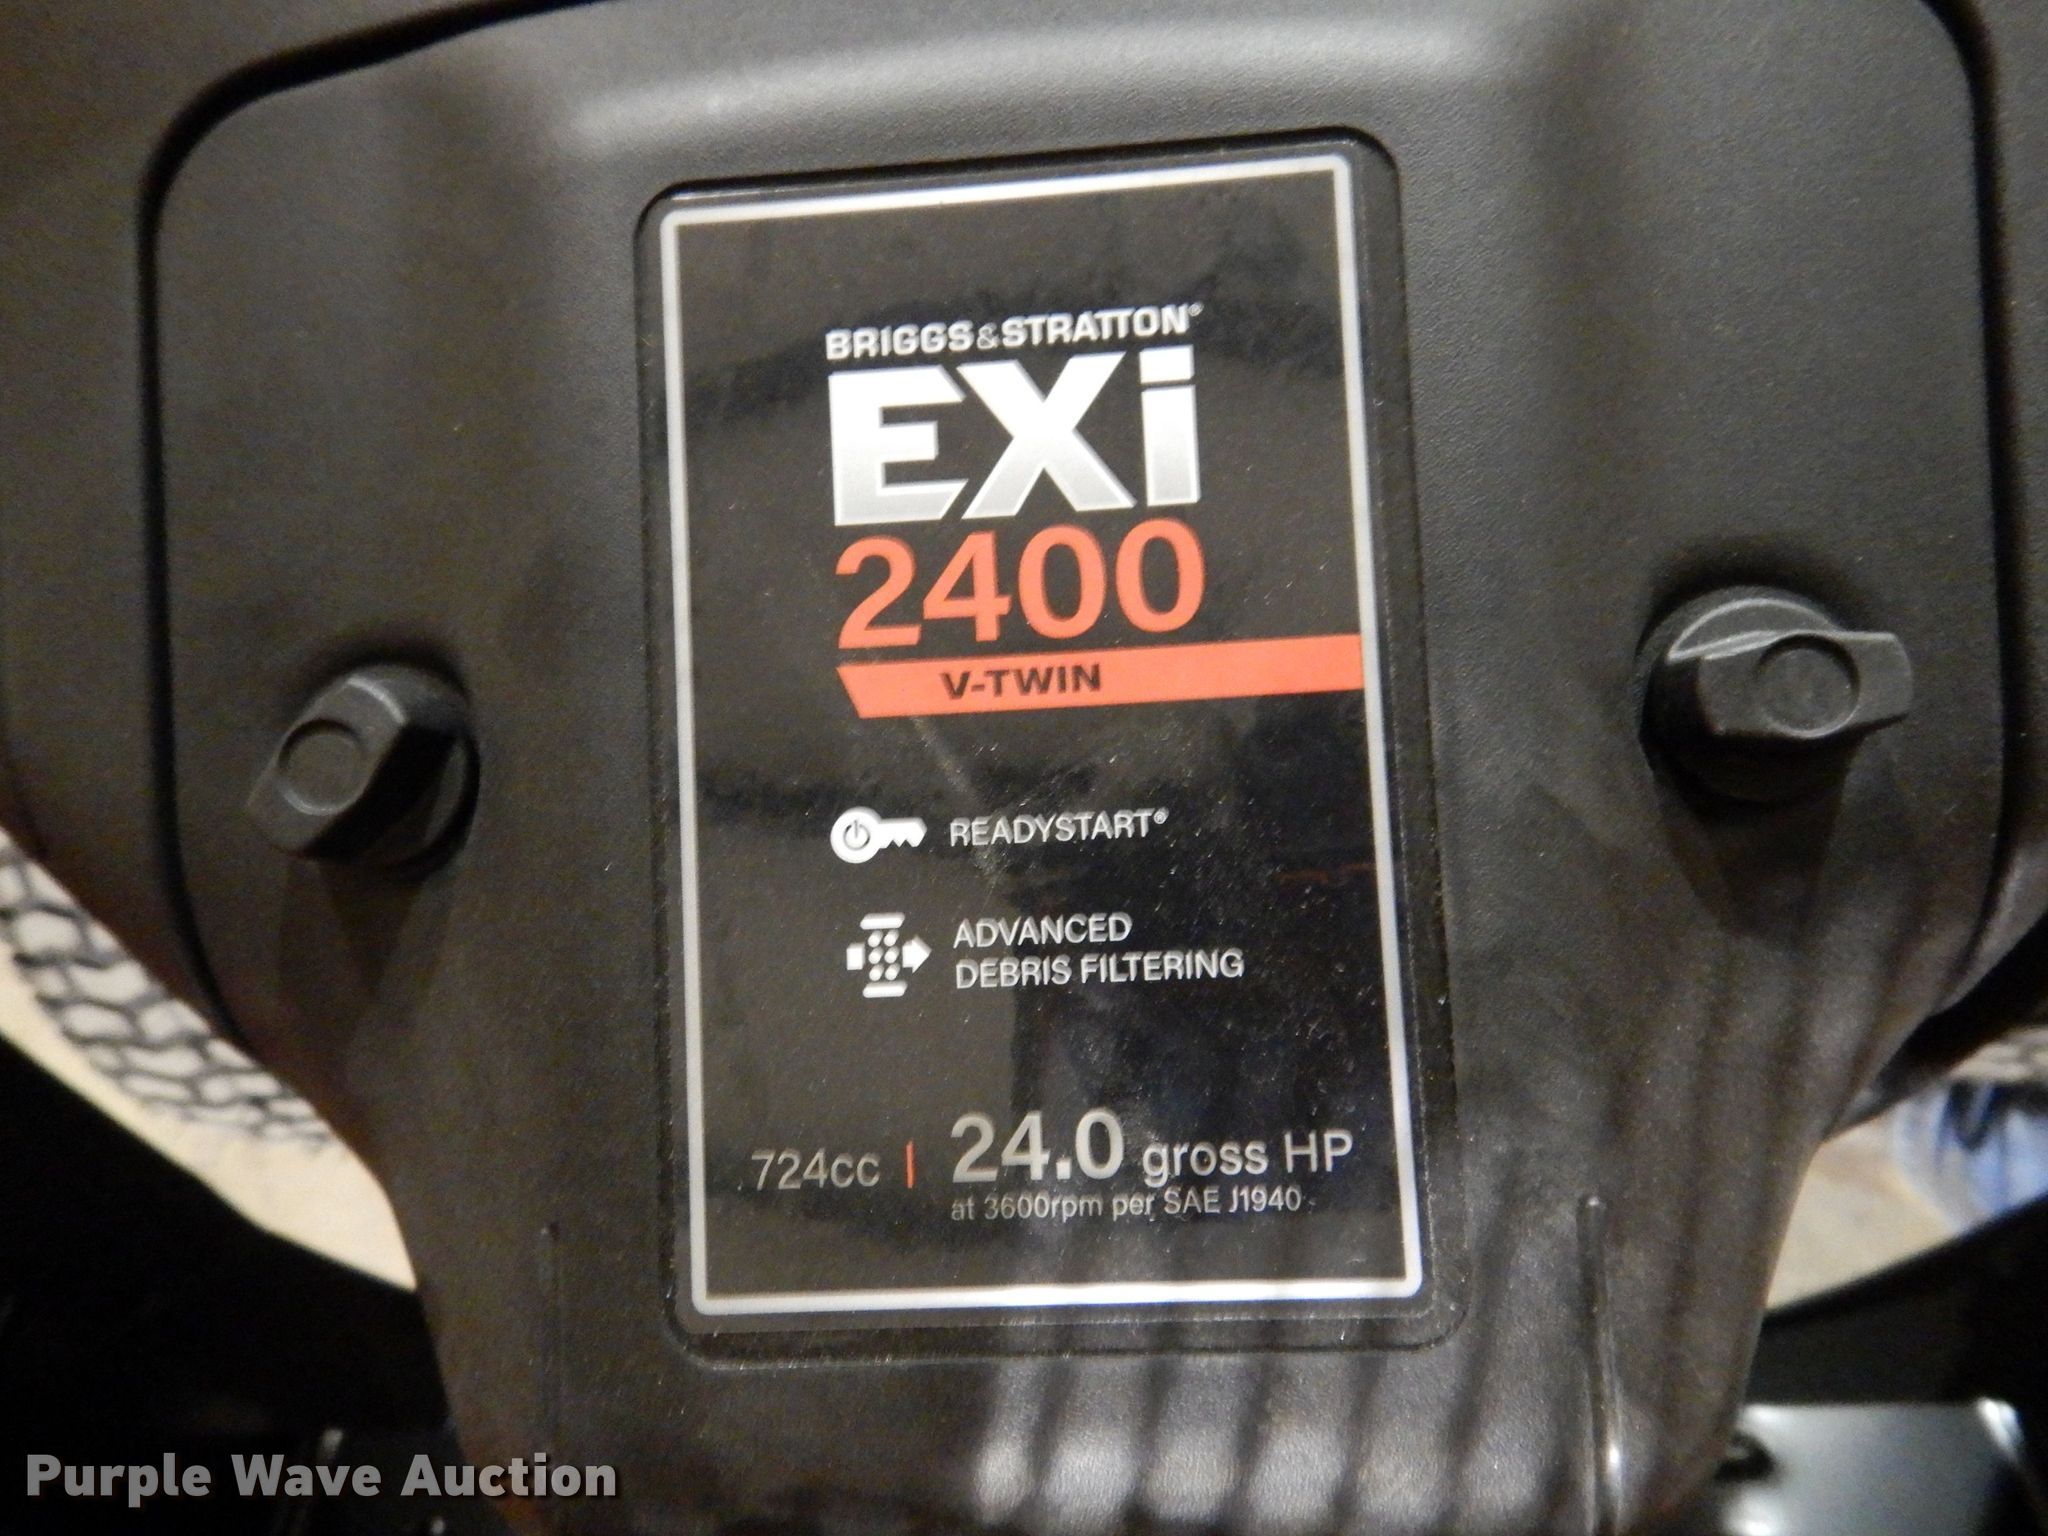 BRIGGS&STRATTON®
EXi
2400
V-TWIN
READYSTART®
ADVANCED
DEBRIS FILTERING
724cc | 24.0 gross HP
at 3600rpm per SAE J1940
Purple Wave Auction